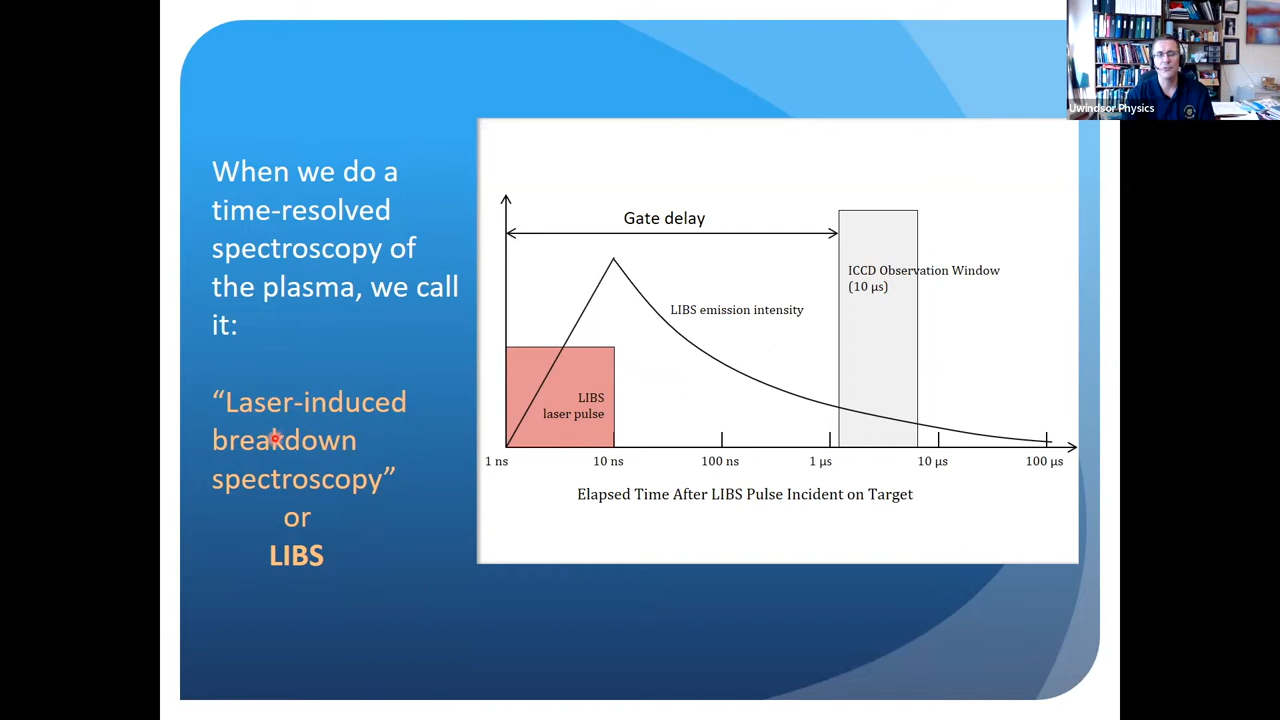 Uwindsor Physics
When we do a
time-resolved
spectroscopy of
the plasma, we call
it:
“Laser-induced
breakdown
spectroscopy”
or
LIBS
Gate delay
ICCD Observation Window
(10 µs)
LIBS emission intensity
LIBS
laser pulse
1 ns
10 ns
100 ns
1 µs
10 µs
100 µs
Elapsed Time After LIBS Pulse Incident on Target